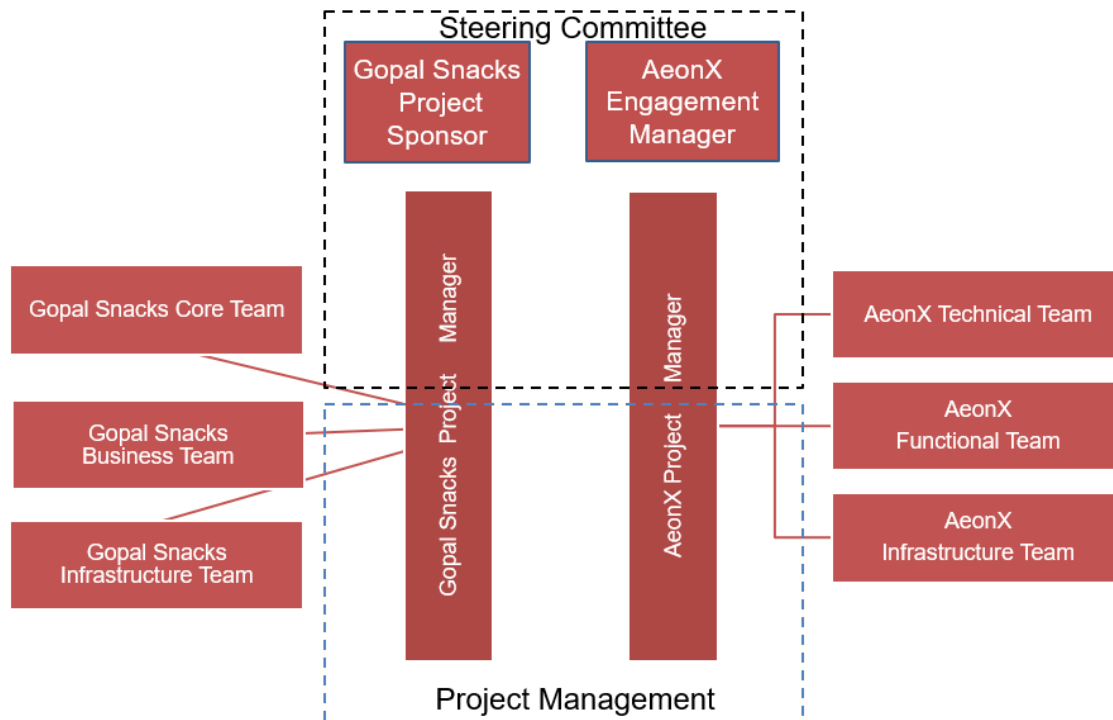 Steering Committee
Gopal Snacks
Project
Sponsor
AeonX
Engagement
Manager
Gopal Snacks Project Manager
AeonX Project Manager
Gopal Snacks Core Team
Gopal Snacks
Business Team
Gopal Snacks
Infrastructure Team
AeonX Technical Team
AeonX
Functional Team
AeonX
Infrastructure Team
Project Management